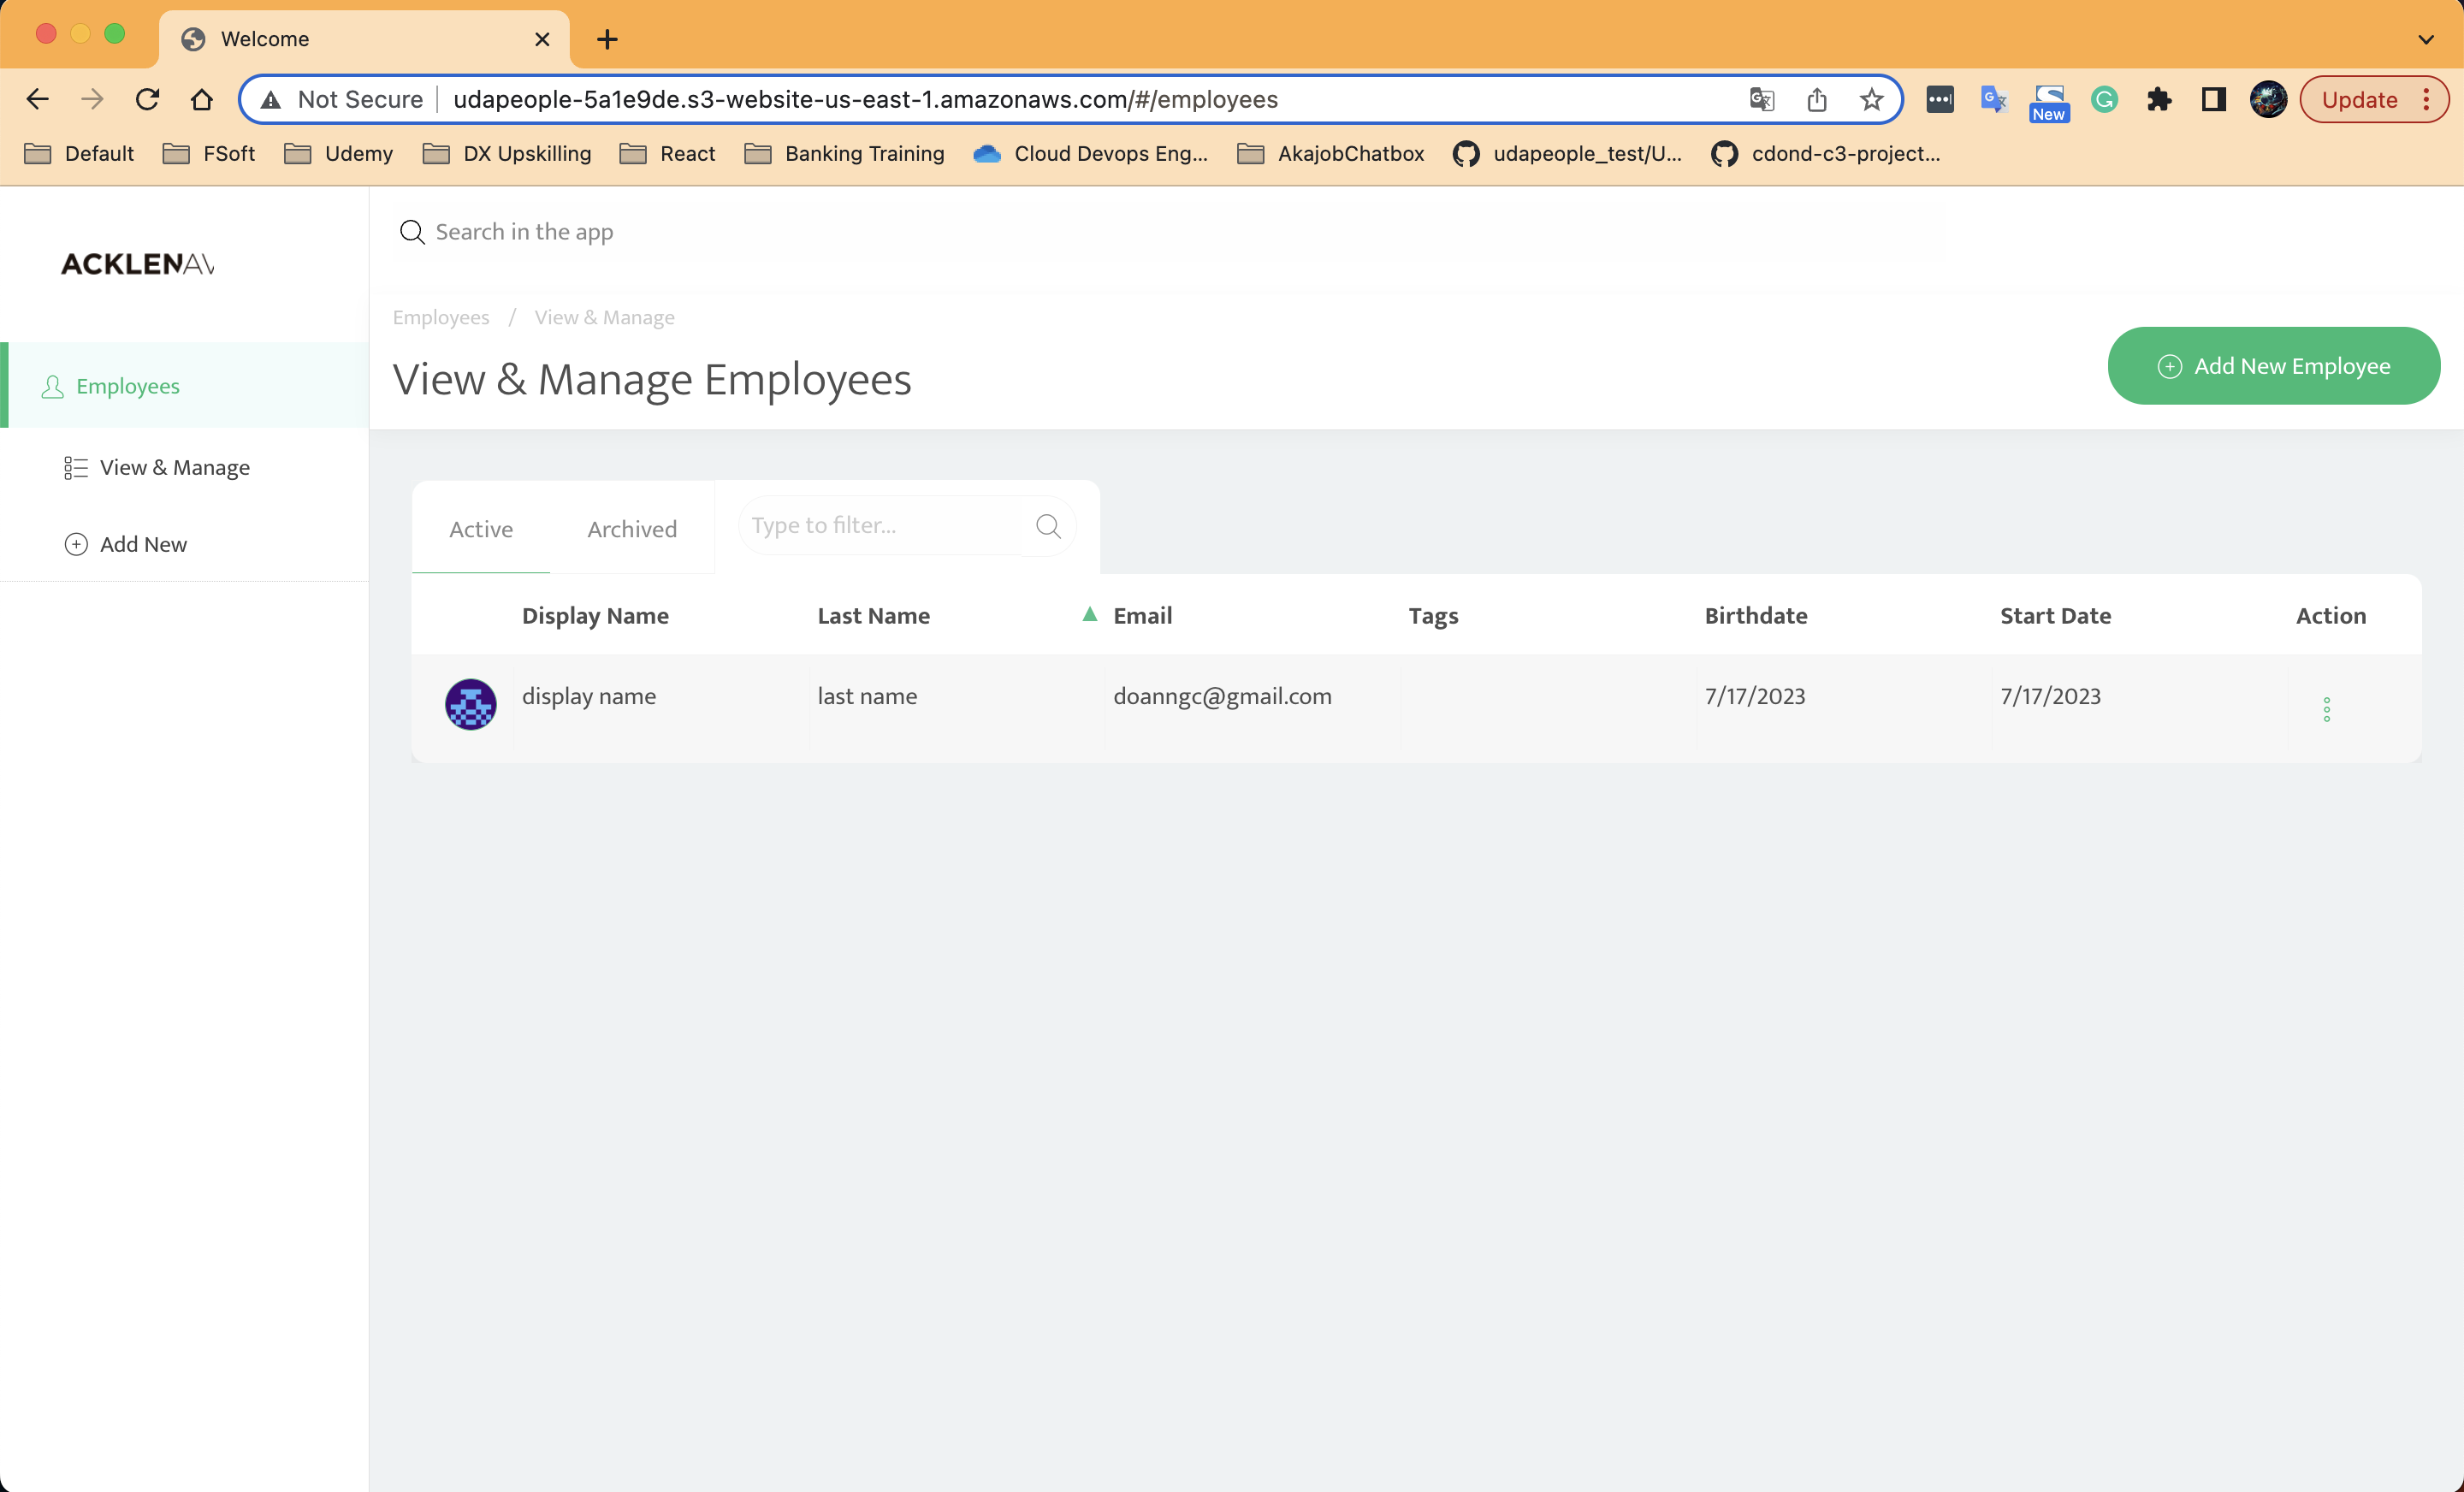 Welcome
Not Secure udapeople-5a1e9de.s3-website-us-east-1.amazonaws.com/#/employees
New
Update
Default FSoft Udemy DX Upskilling React Banking Training Cloud Devops Eng... AkajobChatbox udapeople_test/U... cdond-c3-project...
Search in the app
ACKLENAV
Employees / View & Manage
View & Manage Employees
Add New Employee
Employees
View & Manage
Add New
Active Archived Type to filter...
Display Name Last Name Email Tags Birthdate Start Date Action
display name last name doanngc@gmail.com 7/17/2023 7/17/2023